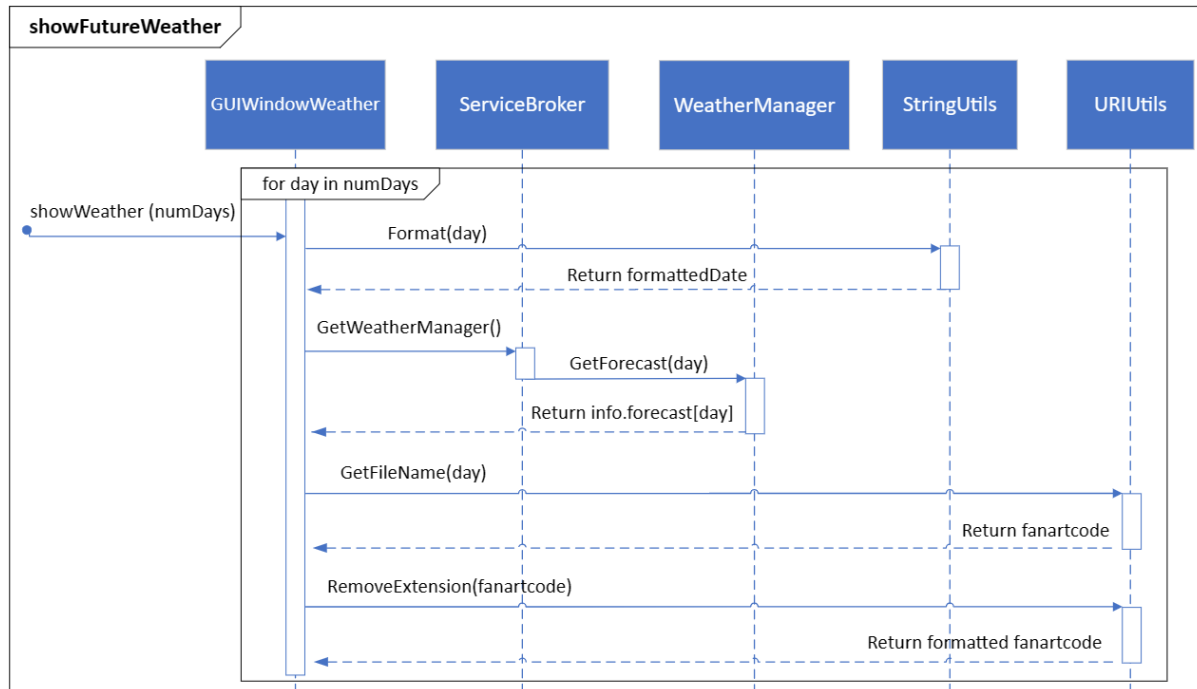 showFutureWeather
GUIWindowWeather
ServiceBroker
WeatherManager
StringUtils
URIUtils
for day in numDays
showWeather (numDays)
Format(day)
Return formattedDate
GetWeatherManager()
GetForecast(day)
Return info.forecast[day]
GetFileName(day)
Return fanartcode
RemoveExtension(fanartcode)
Return formatted fanartcode